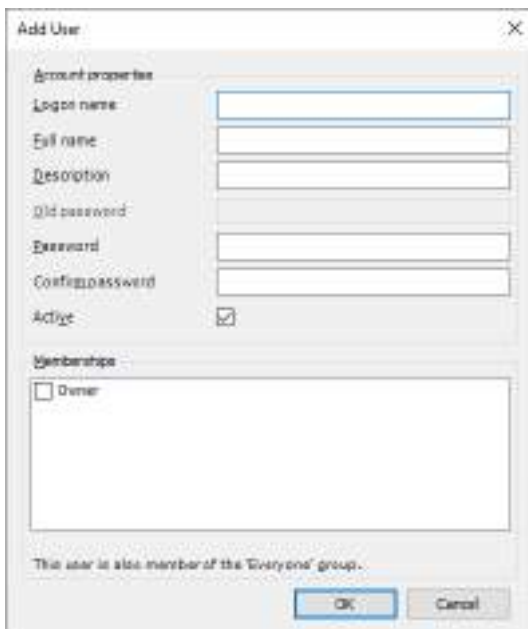 Add User
Account properties
Logon name
Full name
Description
Old password
Password
Confirm password
Active
Memberships
Owner
This user is also member of the 'Everyone' group.
OK
Cancel